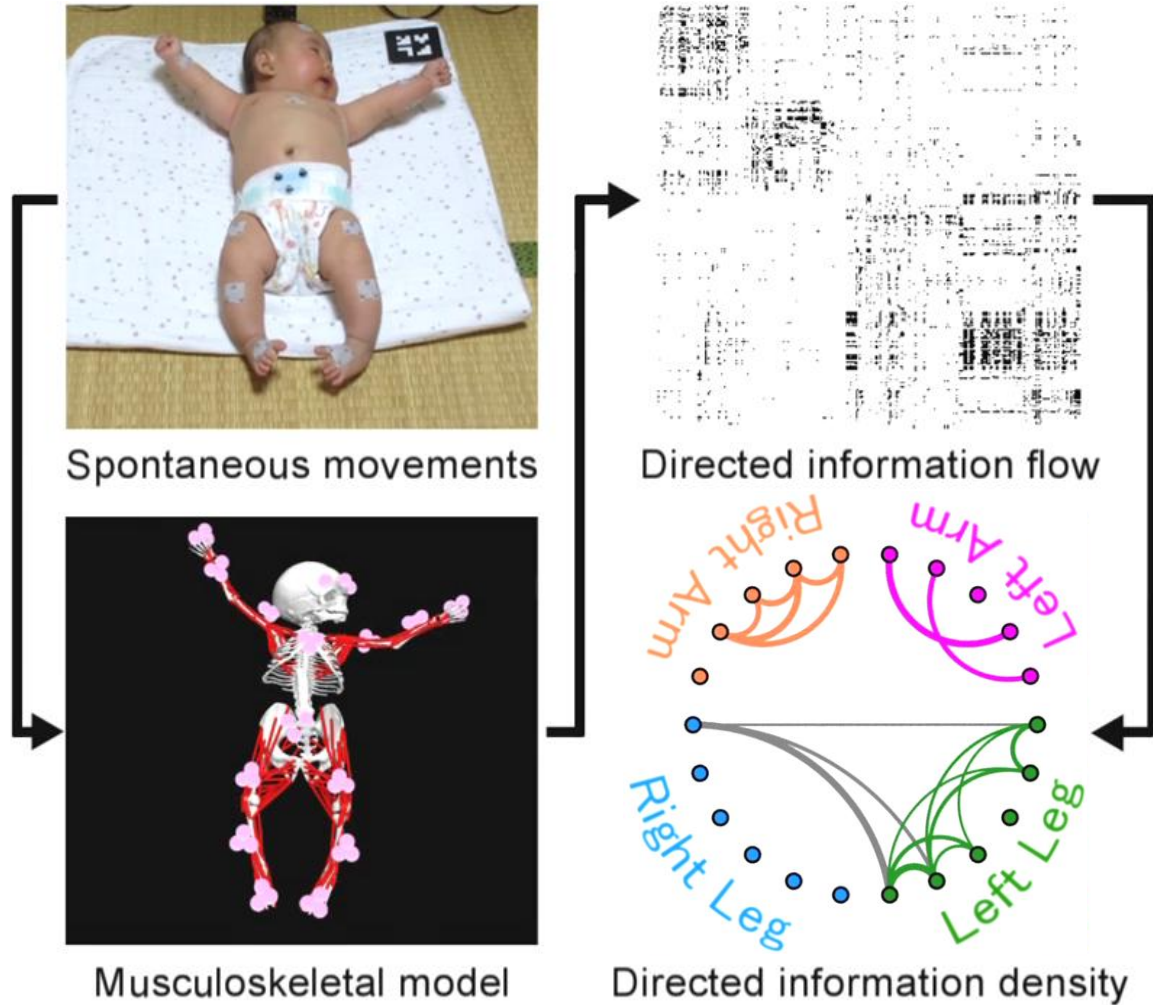 Spontaneous movements
Directed information flow
Right Arm
Left Arm
Right Leg
Left Leg
Musculoskeletal model
Directed information density